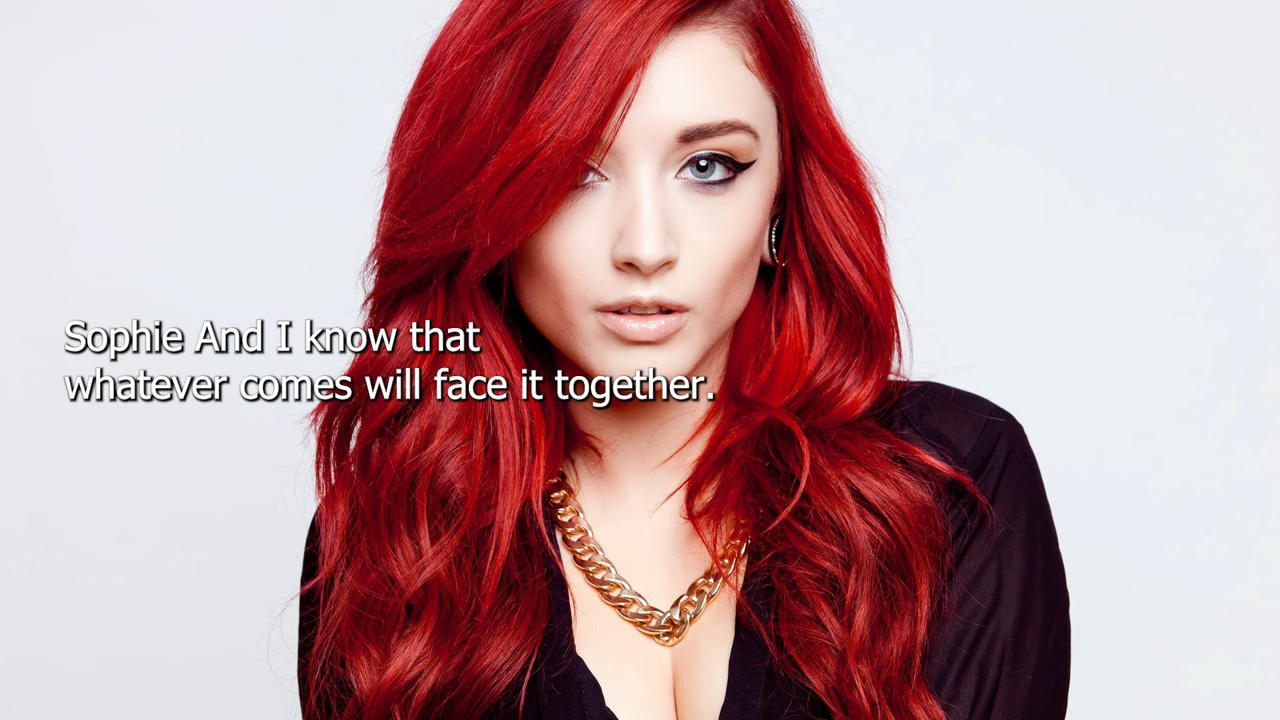 Sophie And I know that
whatever comes will face it together.